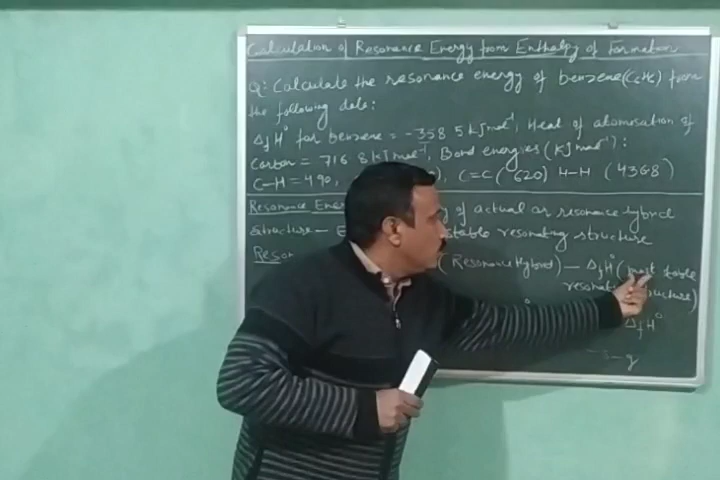 Calculation of Resonance Energy from Enthalpy of Formation
Q: Calculate the resonance energy of benzene (C6H6) from
the following data:
ΔfH° for benzene = -358.5 kJ mol⁻¹, Heat of atomisation of
Carbon = 716.8 kJ mol⁻¹, Bond energies (kJ mol⁻¹):
C-H = 490, ), C=C (620) H-H (436.8)
Resonance Ener y of actual or resonance hybrid
structure - E stable resonating structure
Reson (Resonance Hybrid) - ΔfH° (most stable
resonati structure)
ΔfH°